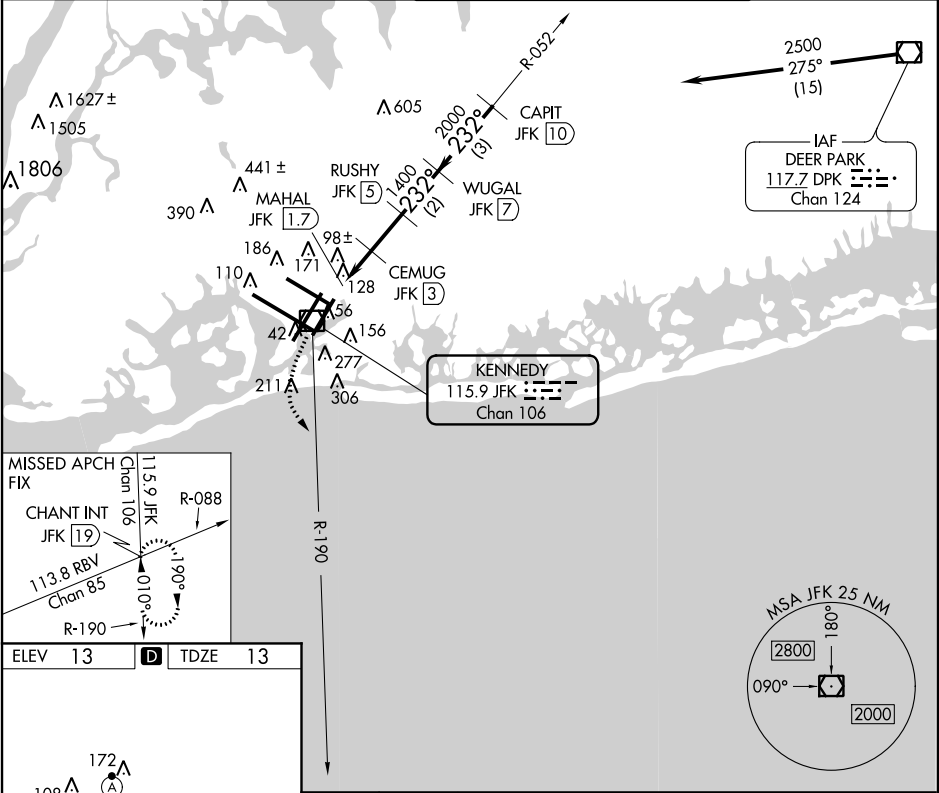 R-052
2500
275°
(15)
1627 ±
1505
1806
605
CAPIT
JFK 10
2000
232°
(3)
IAF
DEER PARK
117.7 DPK
Chan 124
441 ±
390
RUSHY
JFK 5
1400
232°
(2)
WUGAL
JFK 7
MAHAL
JFK 1.7
186
171
98 ±
128
110
CEMUG
JFK 3
56
42
156
277
211
306
KENNEDY
115.9 JFK
Chan 106
R-190
MISSED APCH
FIX
Chan 106
115.9 JFK
R-088
CHANT INT
JFK 19
113.8 RBV
Chan 85
010°
190°
R-190
MSA JFK 25 NM
180°
2800
090°
2000
ELEV 13 D TDZE 13
172
A